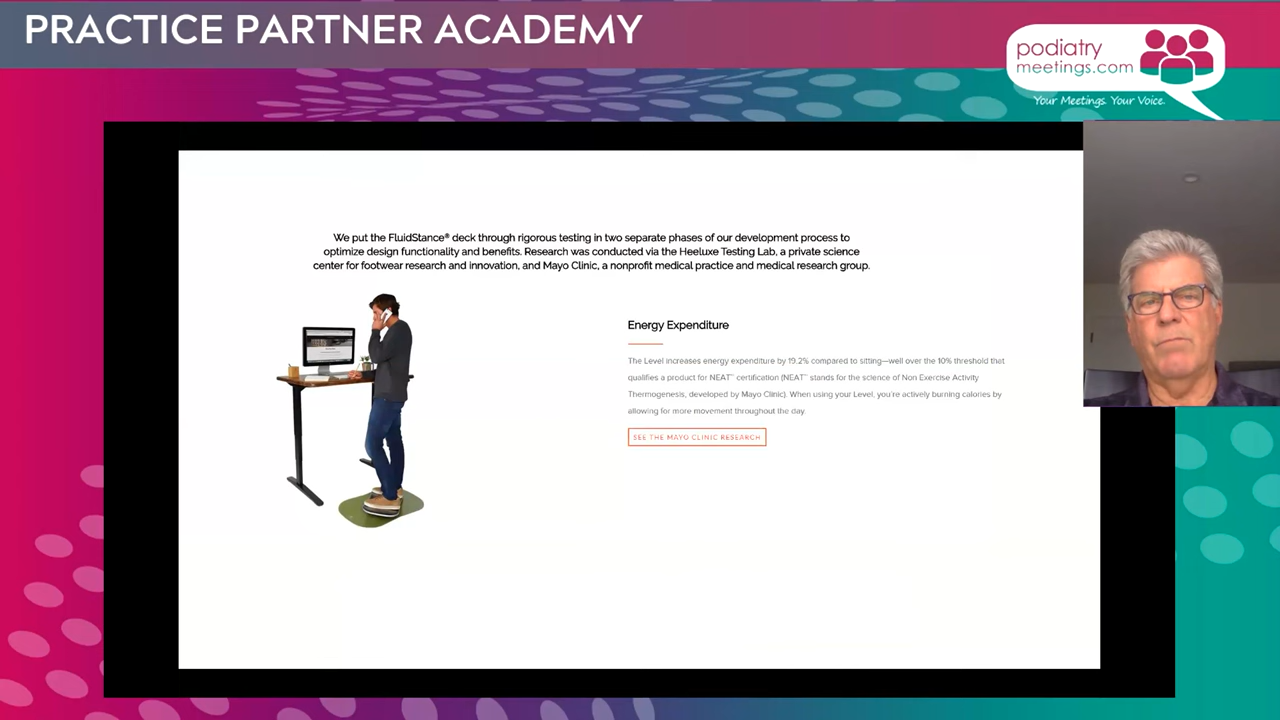 PRACTICE PARTNER ACADEMY
podiatry
meetings.com
Your Meetings. Your Voice.
We put the FluidStance® deck through rigorous testing in two separate phases of our development process to
optimize design functionality and benefits. Research was conducted via the Heeluxe Testing Lab, a private science
center for footwear research and innovation, and Mayo Clinic, a nonprofit medical practice and medical research group.
Energy Expenditure
The Level increases energy expenditure by 19.2% compared to sitting—well over the 10% threshold that
qualifies a product for NEAT™ certification (NEAT™ stands for the science of Non Exercise Activity
Thermogenesis, developed by Mayo Clinic). When using your Level, you're actively burning calories by
allowing for more movement throughout the day.
SEE THE MAYO CLINIC RESEARCH